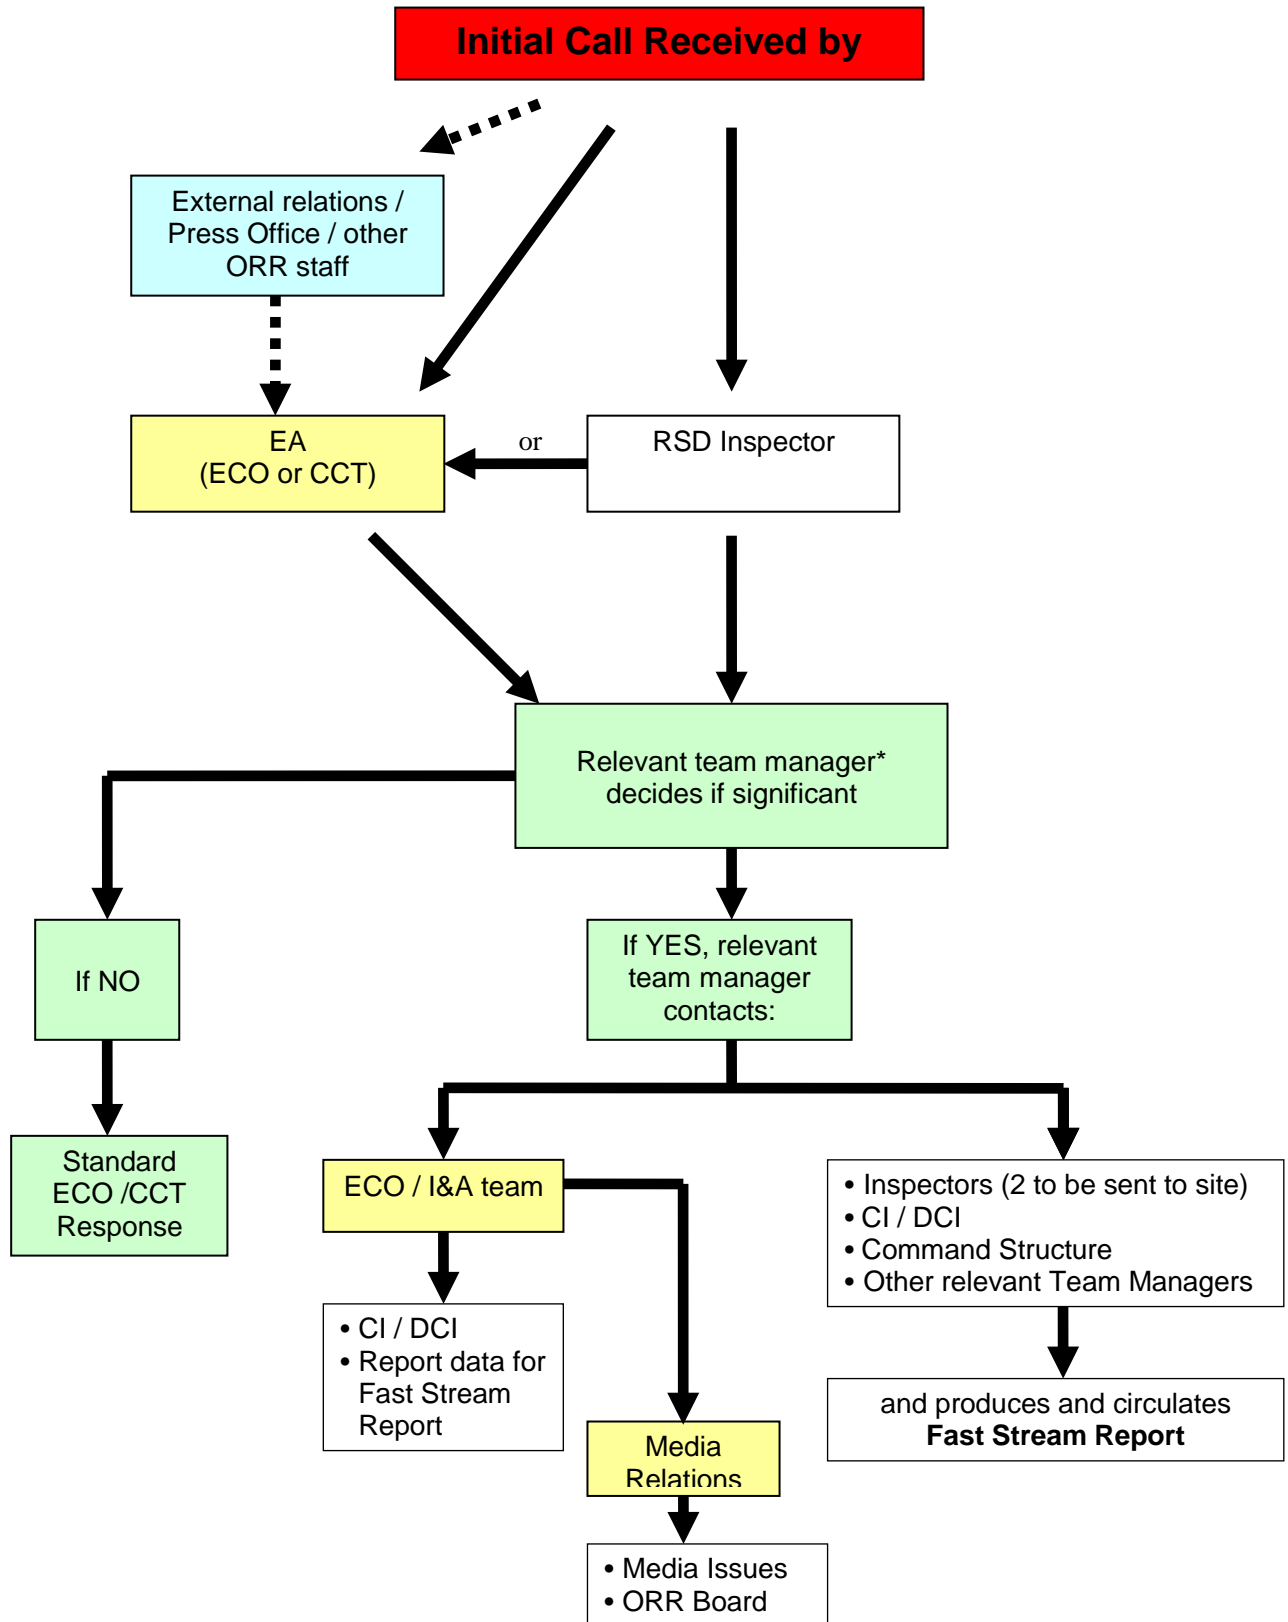 Initial Call Received by
External relations /
Press Office / other
ORR staff
EA
(ECO or CCT)
or
RSD Inspector
Relevant team manager*
decides if significant
If NO
If YES, relevant
team manager
contacts:
Standard
ECO /CCT
Response
ECO / I&A team
• Inspectors (2 to be sent to site)
• CI / DCI
• Command Structure
• Other relevant Team Managers
• CI / DCI
• Report data for
Fast Stream
Report
and produces and circulates
Fast Stream Report
Media
Relations
• Media Issues
• ORR Board